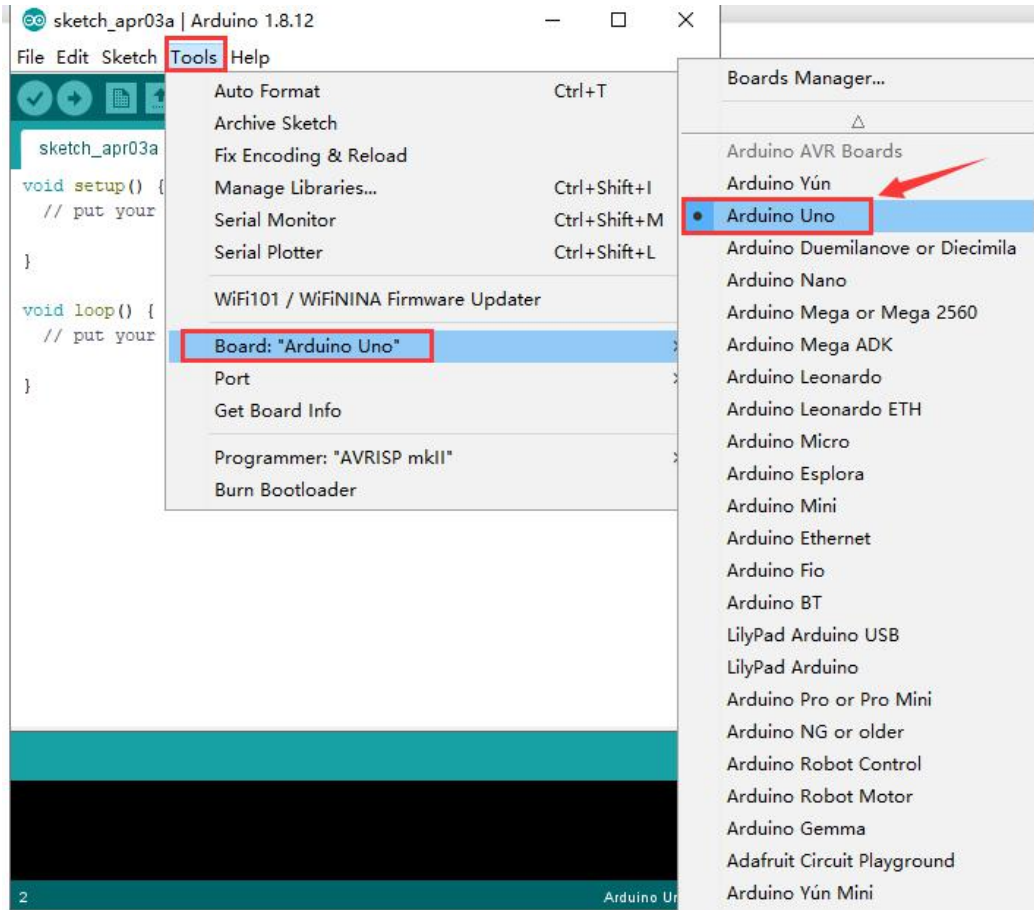 sketch_apr03a | Arduino 1.8.12
File Edit Sketch Tools Help
sketch_apr03a
void setup() {
// put your
}
void loop() {
// put your
}
Auto Format Ctrl+T
Archive Sketch
Fix Encoding & Reload
Manage Libraries... Ctrl+Shift+I
Serial Monitor Ctrl+Shift+M
Serial Plotter Ctrl+Shift+L
WiFi101 / WiFiNINA Firmware Updater
Board: "Arduino Uno"
Port
Get Board Info
Programmer: "AVRISP mkII"
Burn Bootloader
Boards Manager...
Arduino AVR Boards
Arduino Yún
Arduino Uno
Arduino Duemilanove or Diecimila
Arduino Nano
Arduino Mega or Mega 2560
Arduino Mega ADK
Arduino Leonardo
Arduino Leonardo ETH
Arduino Micro
Arduino Esplora
Arduino Mini
Arduino Ethernet
Arduino Fio
Arduino BT
LilyPad Arduino USB
LilyPad Arduino
Arduino Pro or Pro Mini
Arduino NG or older
Arduino Robot Control
Arduino Robot Motor
Arduino Gemma
Adafruit Circuit Playground
Arduino Yún Mini
2 Arduino Un